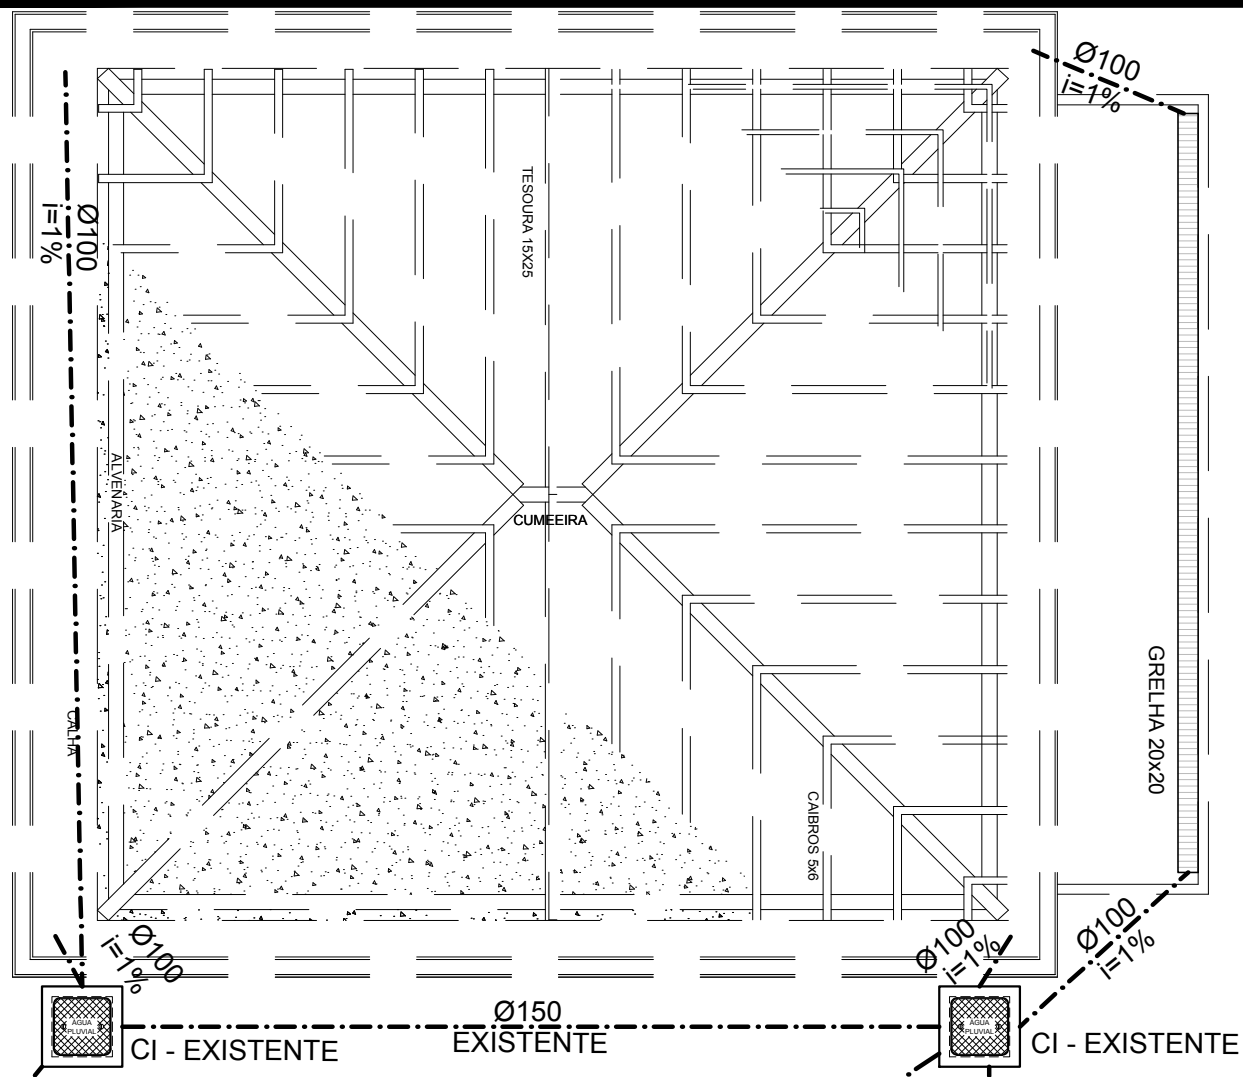 Ø100
i=1%
TESOURA 15X25
Ø100
i=1%
ALVENARIA
CUMEEIRA
GRELHA 20x20
CALHA
CAIBROS 5x6
Ø100
i=1%
Ø100
i=1%
Ø100
i=1%
Ø150
EXISTENTE
ÁGUA
PLUVIAL
CI - EXISTENTE
ÁGUA
PLUVIAL
CI - EXISTENTE